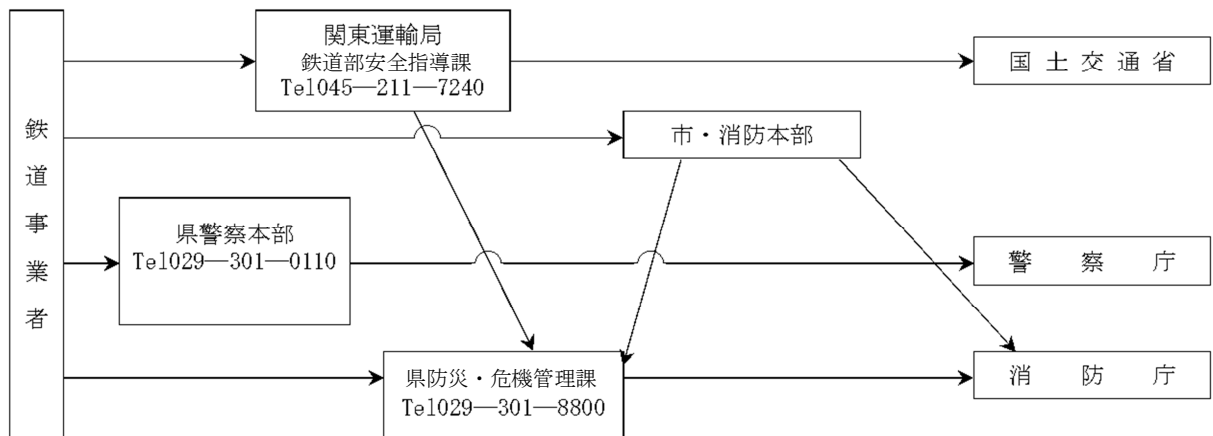 鉄道事業者
関東運輸局
鉄道部安全指導課
Tel045―211―7240
国土交通省
市・消防本部
県警察本部
Tel029―301―0110
警察庁
県防災・危機管理課
Tel029―301―8800
消防庁